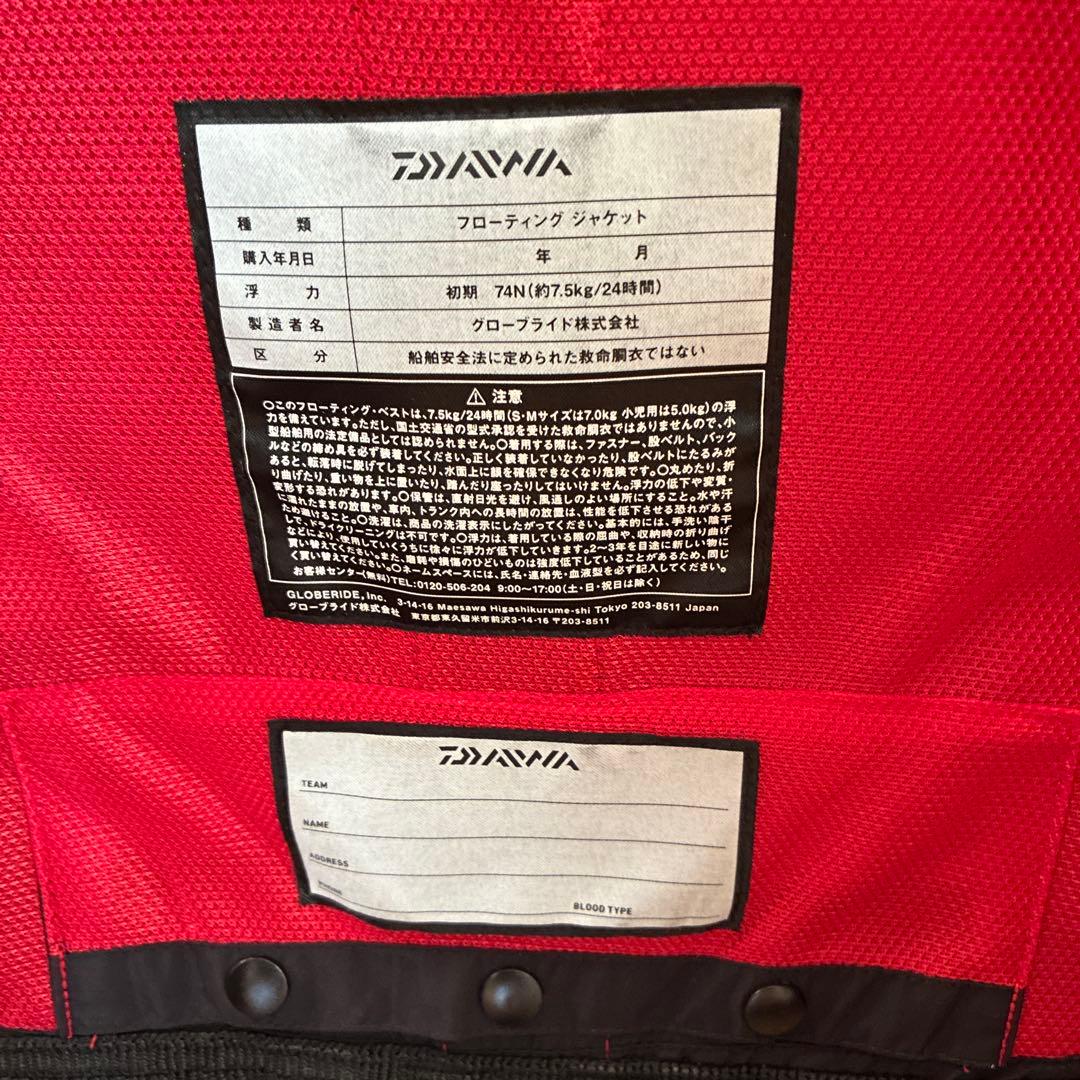 DAIWA
種類 フローティング ジャケット
購入年月日 年 月
浮力 初期 74N(約7.5kg/24時間)
製造者名 グローブライド株式会社
区分 船舶安全法に定められた救命胴衣ではない
⚠ 注意
○このフローティング・ベストは、7.5kg/24時間(S・Mサイズは7.0kg 小児用は5.0kg)の浮
力を備えています。ただし、国土交通省の型式承認を受けた救命胴衣ではありませんので、小
型船舶用の法定備品としては認められません。○着用する際は、ファスナー、股ベルト、バック
ルなどの締め具を必ず装着してください。正しく装着していなかったり、股ベルトにたるみが
あると、転落時に脱げてしまったり、水面上に顔を確保できなくなり危険です。○丸めたり、折
り曲げたり、重い物を上に置いたり、踏んだり座ったりしてはいけません。浮力の低下や変質・
変形する恐れがあります。○保管は、直射日光を避け、風通しのよい場所にすること。水や汗
に濡れたままの放置や、車内、トランク内への長時間の放置は、性能を低下させる恐れがある
ため避けること。○洗濯は、商品の洗濯表示にしたがってください。基本的には、手洗い陰干
しで、ドライクリーニングは不可です。○浮力は、着用している際の屈曲や、収納時の折り曲げ
などにより、使用していくうちに徐々に浮力が低下していきます。2〜3年を目途に新しい物に
買い替えてください。また、磨耗や損傷のひどいものは強度低下していることがあるため、同じ
く買い替えてください。○ネームスペースには、氏名・連絡先・血液型を必ず記入してください。
お客様センター(無料)TEL:0120-506-204 9:00〜17:00(土・日・祝日は除く)
GLOBERIDE, Inc. 3-14-16 Maesawa Higashikurume-shi Tokyo 203-8511 Japan
グローブライド株式会社 東京都東久留米市前沢3-14-16 〒203-8511
DAIWA
TEAM
NAME
ADDRESS
PHONE
BLOOD TYPE